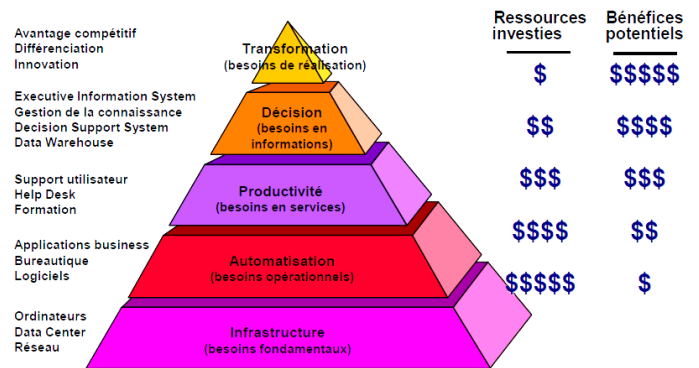 Ressources
investies
Bénéfices
potentiels
Avantage compétitif
Différenciation
Innovation
Transformation
(besoins de réalisation)
$
$$$$$
Executive Information System
Gestion de la connaissance
Decision Support System
Data Warehouse
Décision
(besoins en
informations)
$$
$$$$
Support utilisateur
Help Desk
Formation
Productivité
(besoins en services)
$$$
$$$
Applications business
Bureautique
Logiciels
Automatisation
(besoins opérationnels)
$$$$
$$
Ordinateurs
Data Center
Réseau
Infrastructure
(besoins fondamentaux)
$$$$$
$